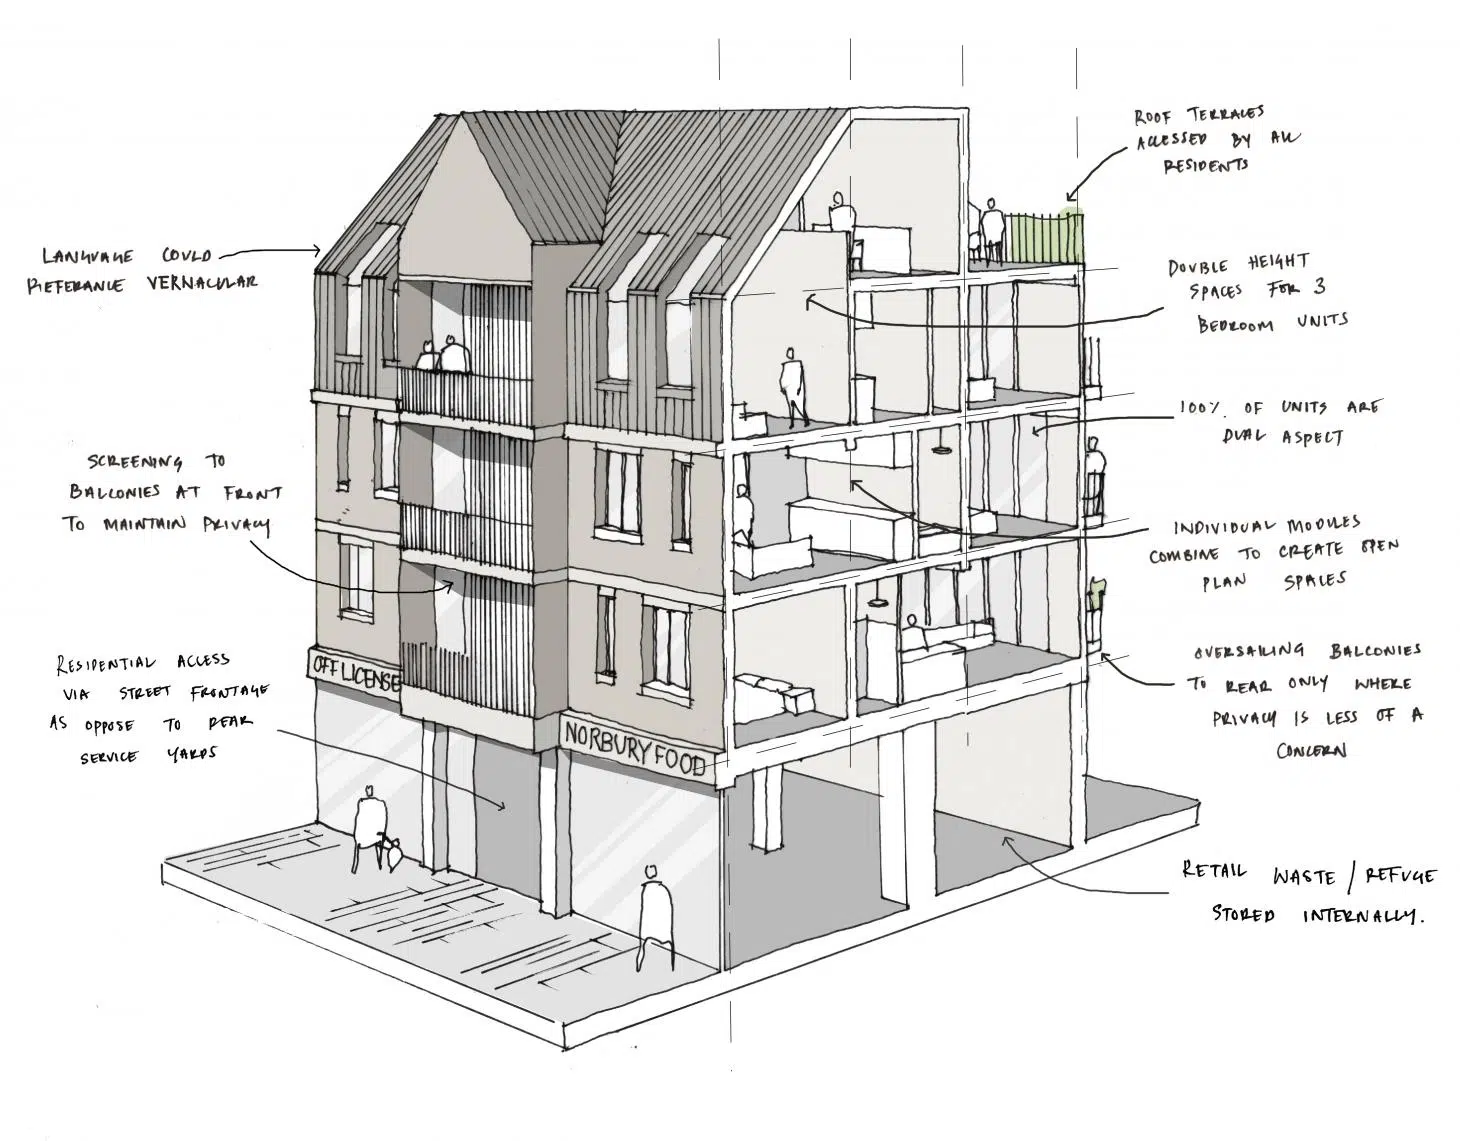 LANGUAGE COULD
REFERANCE VERNACULAR
SCREENING TO
BALCONIES AT FRONT
TO MAINTAIN PRIVACY
RESIDENTIAL ACCESS
VIA STREET FRONTAGE
AS OPPOSE TO REAR
SERVICE YARDS
OFF LICENSE
NORBURY FOOD
ROOF TERRACES
ACCESSED BY ALL
RESIDENTS
DOUBLE HEIGHT
SPACES FOR 3
BEDROOM UNITS
100% OF UNITS ARE
DUAL ASPECT
INDIVIDUAL MODULES
COMBINE TO CREATE OPEN
PLAN SPACES
OVERSAILING BALCONIES
TO REAR ONLY WHERE
PRIVACY IS LESS OF A
CONCERN
RETAIL WASTE / REFUGE
STORED INTERNALLY.